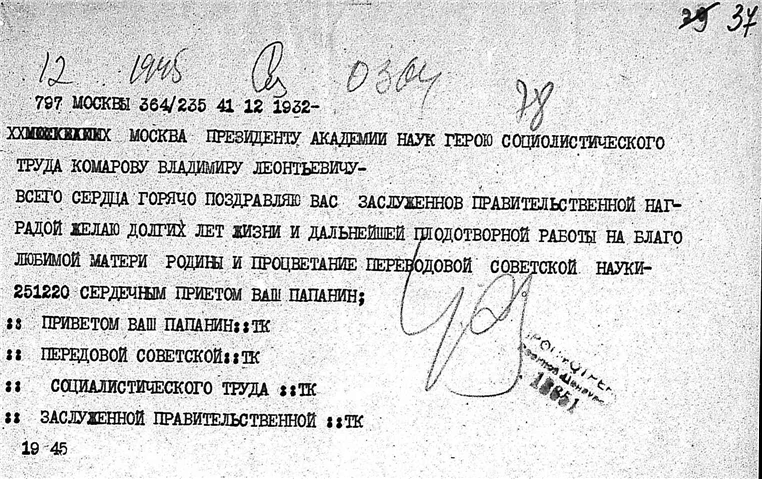 37
12 1945 0304
78
797 МОСКВЫ 364/235 41 12 1932-
МОСКВА ПРЕЗИДЕНТУ АКАДЕМИИ НАУК ГЕРОЮ СОЦИОЛИСТИЧЕСКОГО
ТРУДА КОМАРОВУ ВЛАДИМИРУ ЛЕОНТЬЕВИЧУ-
ВСЕГО СЕРДЦА ГОРЯЧО ПОЗДРАВЛЯЮ ВАС ЗАСЛУЖЕННОВ ПРАВИТЕЛЬСТВЕННОЙ НАГ-
РАДОЙ ЖЕЛАЮ ДОЛГИХ ЛЕТ ЖИЗНИ И ДАЛЬНЕЙШЕЙ ПЛОДОТВОРНОЙ РАБОТЫ НА БЛАГО
ЛЮБИМОЙ МАТЕРИ РОДИНЫ И ПРОЦВЕТАНИЕ ПЕРЕВОДОВОЙ СОВЕТСКОЙ НАУКИ-
251220 СЕРДЕЧНЫМ ПРИЕТОМ ВАШ ПАПАНИН;
:: ПРИВЕТОМ ВАШ ПАПАНИН::ТК
:: ПЕРЕДОВОЙ СОВЕТСКОЙ::ТК
:: СОЦИАЛИСТИЧЕСКОГО ТРУДА ::ТК
:: ЗАСЛУЖЕННОЙ ПРАВИТЕЛЬСТВЕННОЙ ::ТК
19 45